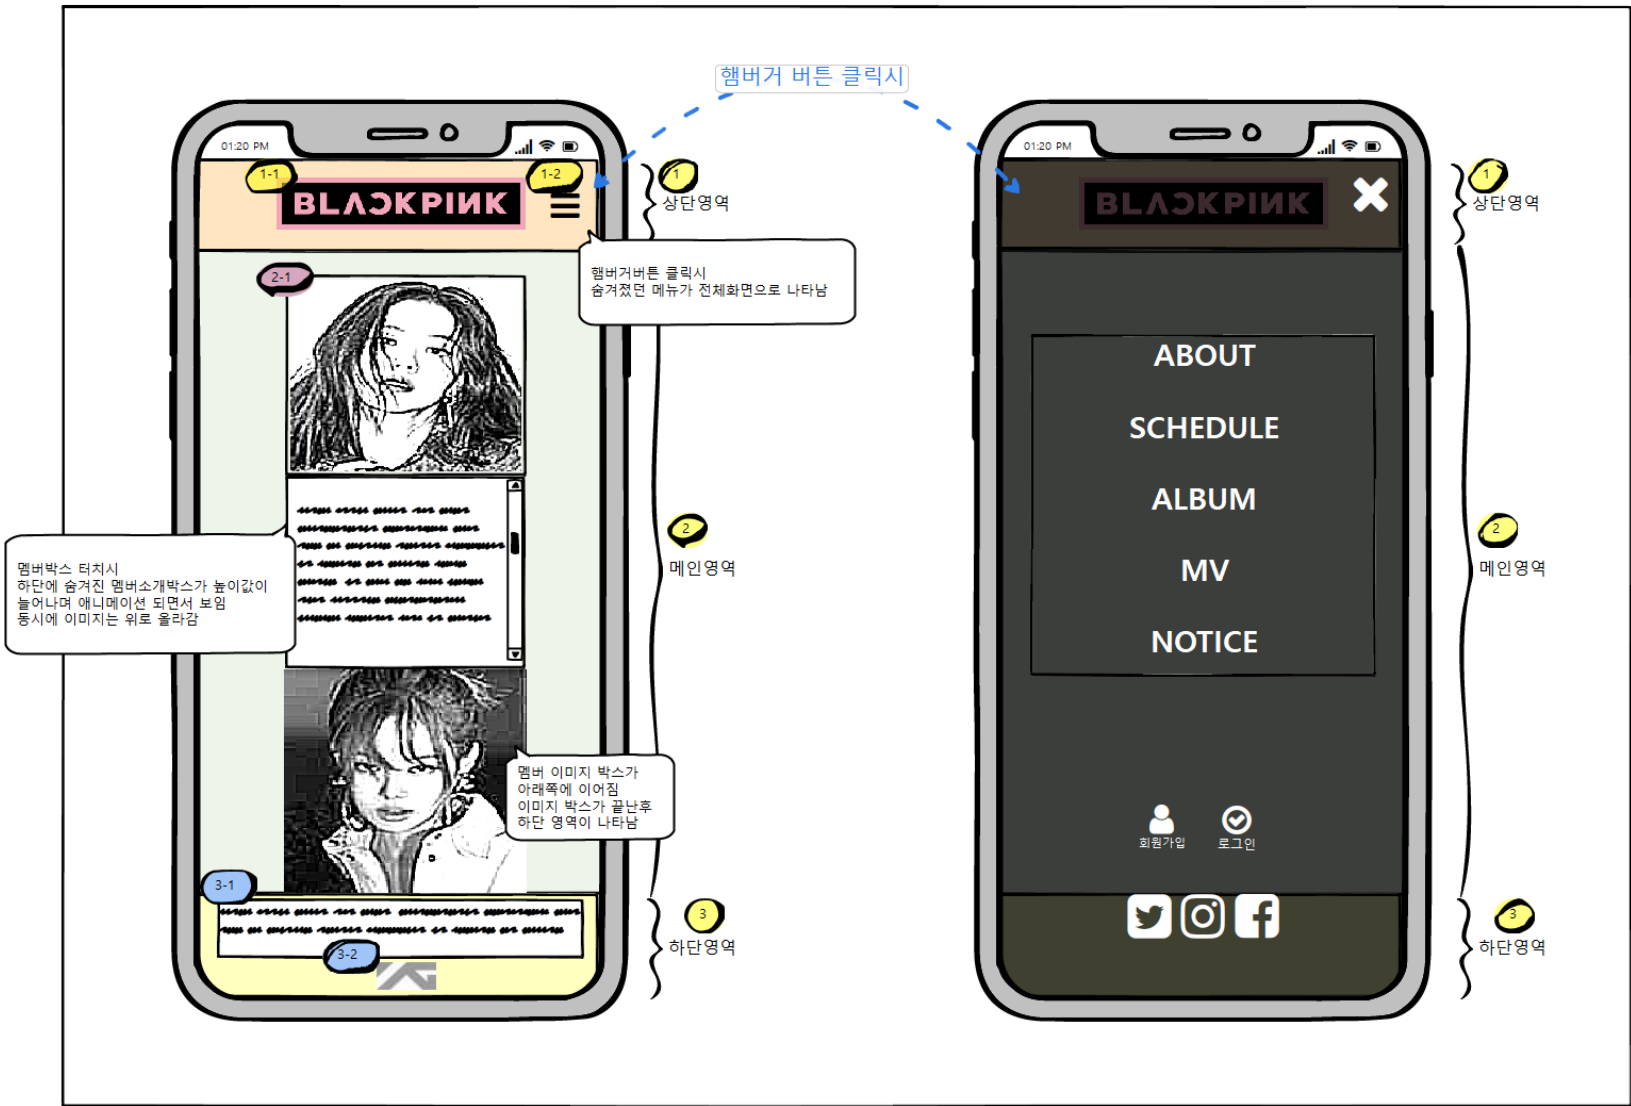 햄버거 버튼 클릭시
01:20 PM
1-1
1-2
BLACKPINK
1
상단영역
햄버거버튼 클릭시
숨겨졌던 메뉴가 전체화면으로 나타남
2-1
2
메인영역
멤버박스 터치시
하단에 숨겨진 멤버소개박스가 높이값이
늘어나며 애니메이션 되면서 보임
동시에 이미지는 위로 올라감
멤버 이미지 박스가
아래쪽에 이어짐
이미지 박스가 끝난후
하단 영역이 나타남
3-1
3-2
YG
3
하단영역
01:20 PM
BLACKPINK
1
상단영역
ABOUT
SCHEDULE
ALBUM
MV
NOTICE
2
메인영역
회원가입
로그인
3
하단영역